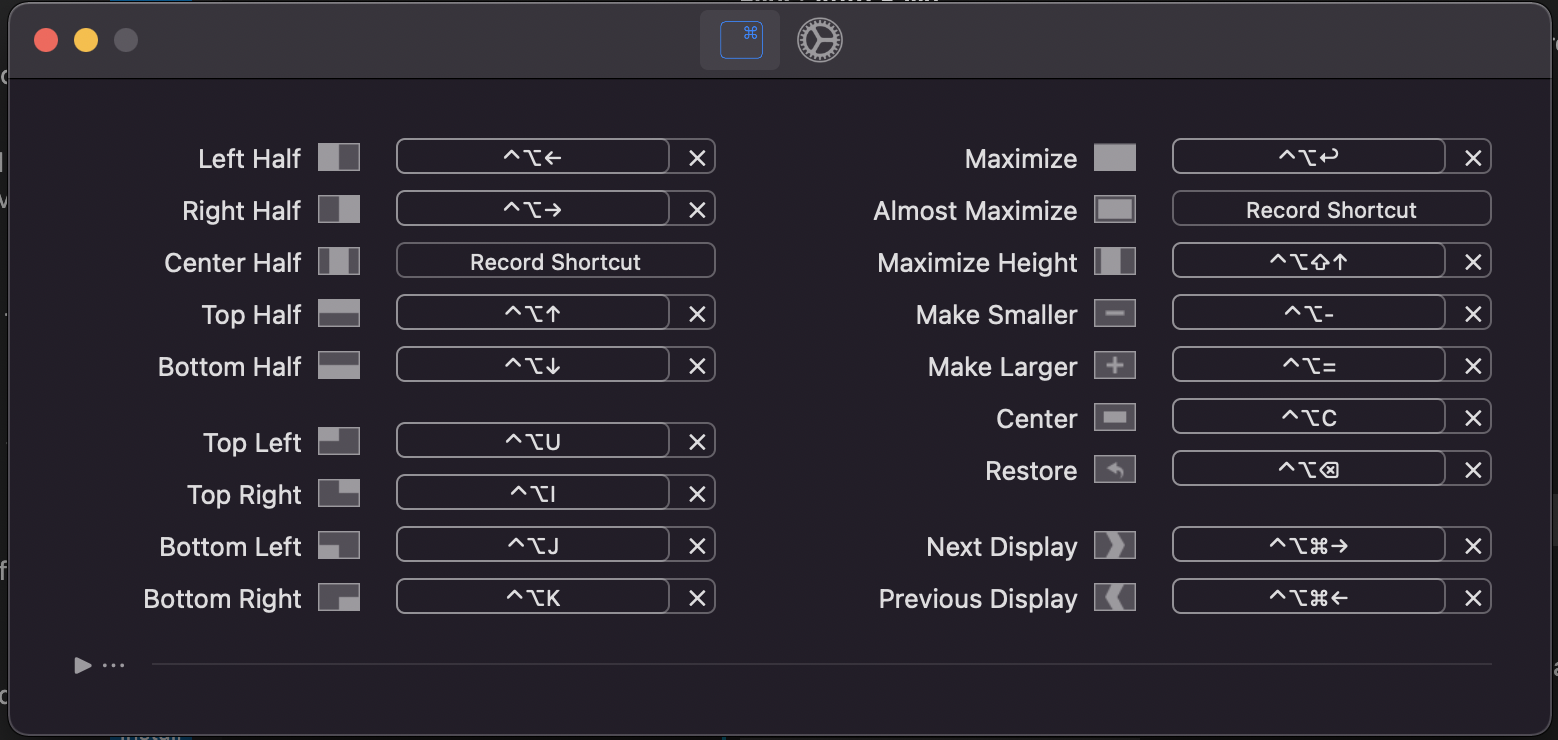 Left Half ^⌥←
Right Half ^⌥→
Center Half Record Shortcut
Top Half ^⌥↑
Bottom Half ^⌥↓
Top Left ^⌥U
Top Right ^⌥I
Bottom Left ^⌥J
Bottom Right ^⌥K
Maximize ^⌥↩
Almost Maximize Record Shortcut
Maximize Height ^⌥⇧↑
Make Smaller ^⌥-
Make Larger ^⌥=
Center ^⌥C
Restore ^⌥⌫
Next Display ^⌥⌘→
Previous Display ^⌥⌘←
...